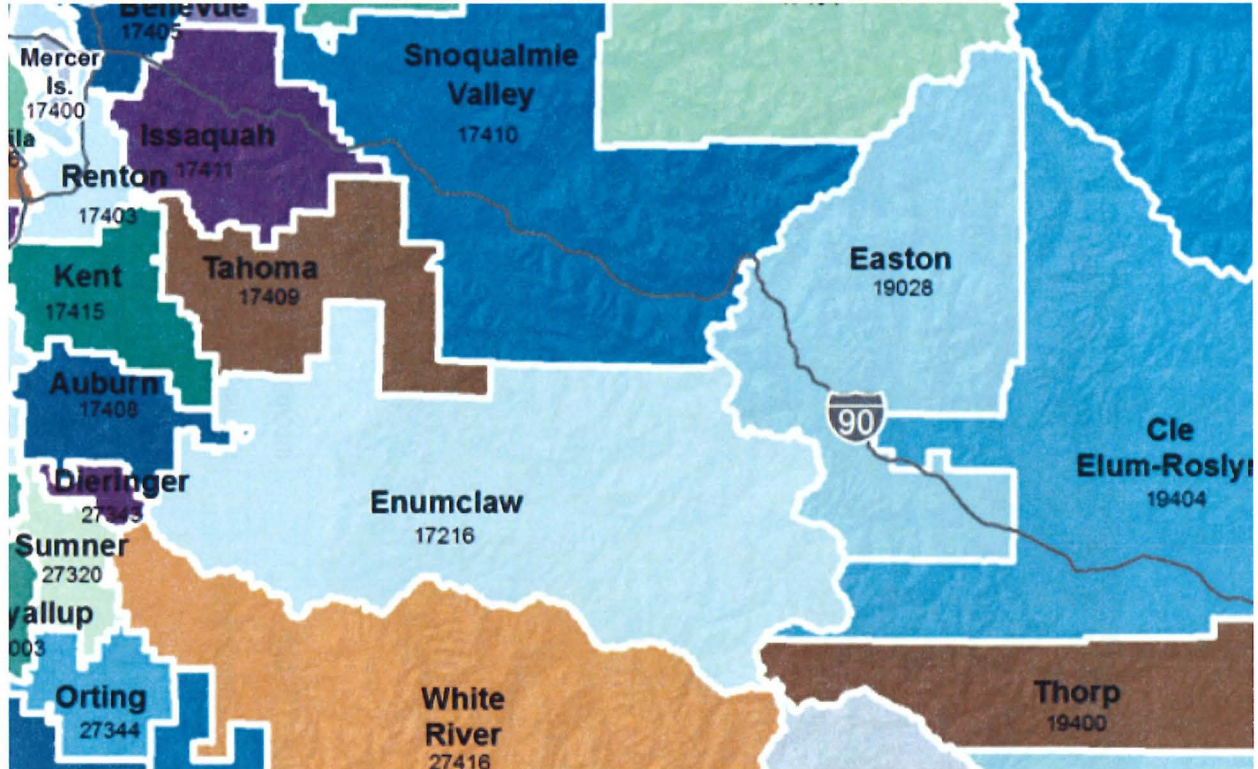 Bellevue
17405
Mercer
Is.
17400
Snoqualmie
Valley
17410
Issaquah
17411
ila
Renton
17403
Kent
17415
Tahoma
17409
Easton
19028
Auburn
17408
90
Cle
Elum-Roslyn
19404
Dieringer
27343
Enumclaw
17216
Sumner
27320
yallup
003
Orting
27344
White
River
27416
Thorp
19400